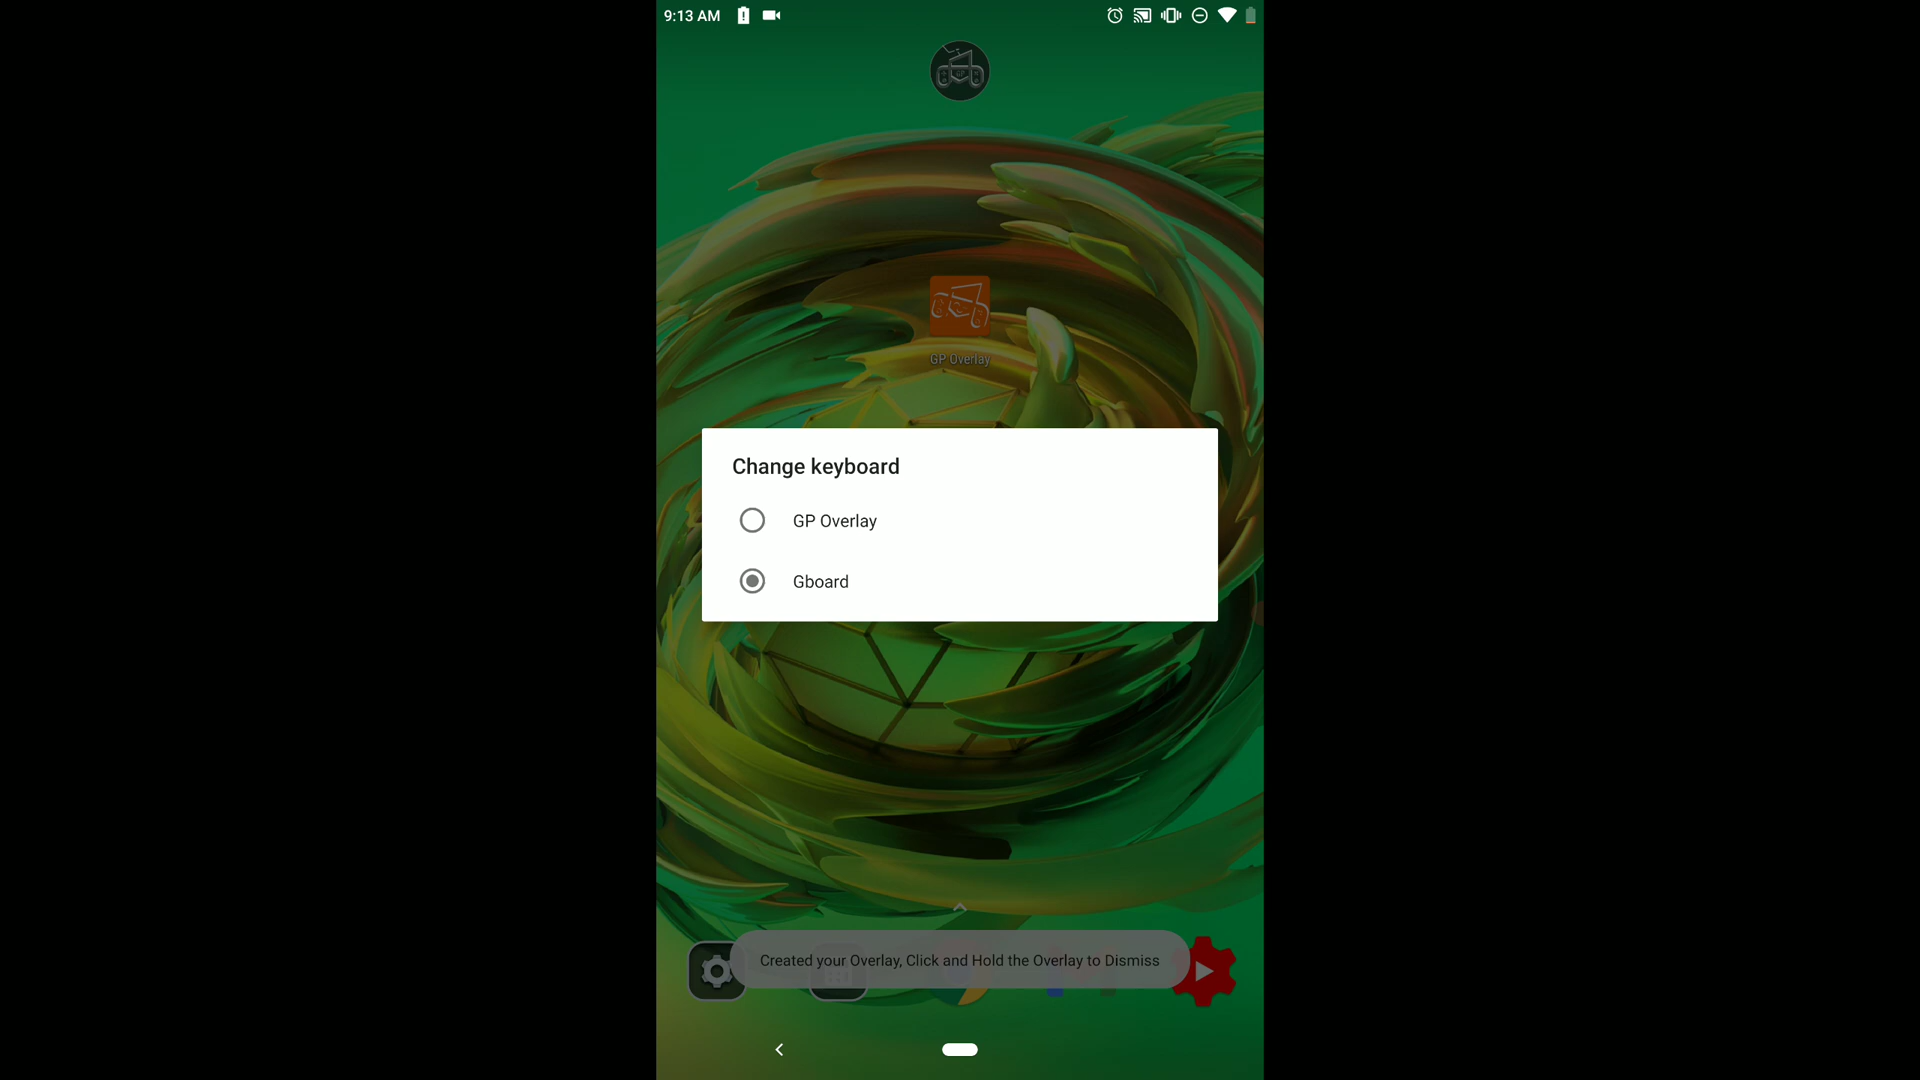 9:13 AM
GP
GP Overlay
Change keyboard
GP Overlay
Gboard
Created your Overlay, Click and Hold the Overlay to Dismiss